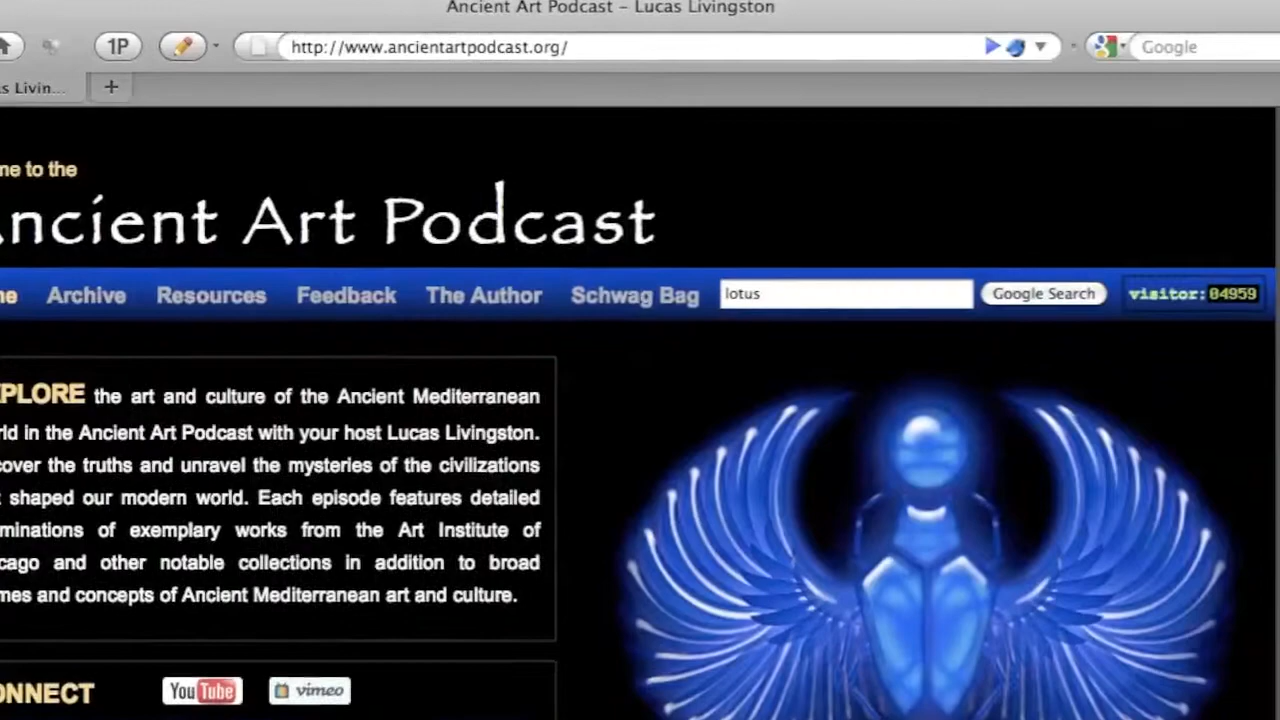 Ancient Art Podcast – Lucas Livingston
1P
http://www.ancientartpodcast.org/
Google
s Livin...
+
me to the
Ancient Art Podcast
ne
Archive
Resources
Feedback
The Author
Schwag Bag
lotus
Google Search
visitor:04959
PLORE the art and culture of the Ancient Mediterranean
rld in the Ancient Art Podcast with your host Lucas Livingston.
cover the truths and unravel the mysteries of the civilizations
t shaped our modern world. Each episode features detailed
minations of exemplary works from the Art Institute of
cago and other notable collections in addition to broad
mes and concepts of Ancient Mediterranean art and culture.
ONNECT
YouTube
vimeo